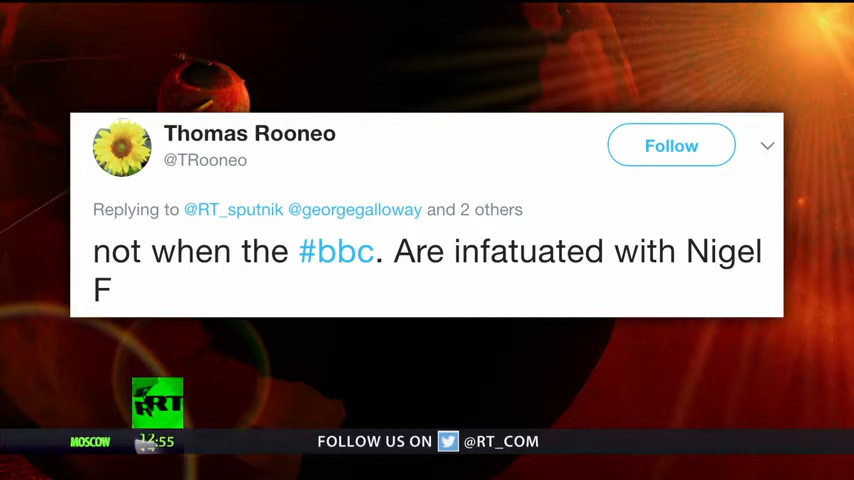 Thomas Rooneo
@TRooneo
Follow
Replying to @RT_sputnik @georgegalloway and 2 others
not when the #bbc. Are infatuated with Nigel
F
RT
MOSCOW
:55
FOLLOW US ON @RT_COM